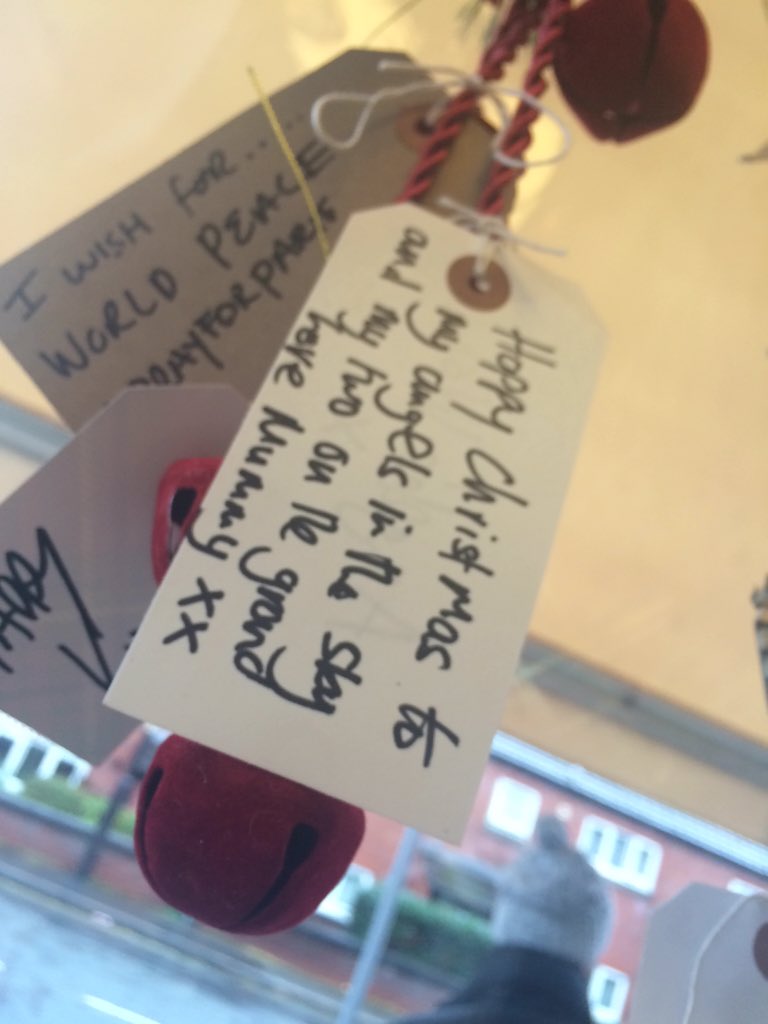 Happy Christmas to
my angels in the sky
and my two on the ground
love Mummy xx
I WISH FOR.....
WORLD PEACE
PRAYFORPARIS